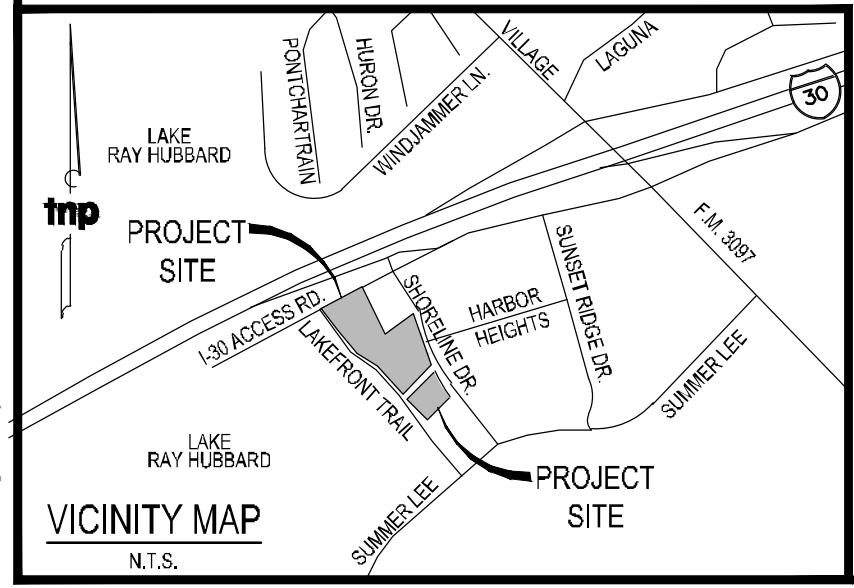 PONTCHARTRAIN
HURON DR.
WINDJAMMER LN.
VILLAGE
LAGUNA
30
LAKE
RAY HUBBARD
tnp
PROJECT
SITE
F.M. 3097
SUNSET RIDGE DR.
HARBOR
HEIGHTS
SHORELINE DR.
I-30 ACCESS RD.
LAKEFRONT TRAIL
SUMMER LEE
LAKE
RAY HUBBARD
PROJECT
SITE
SUMMER LEE
VICINITY MAP
N.T.S.